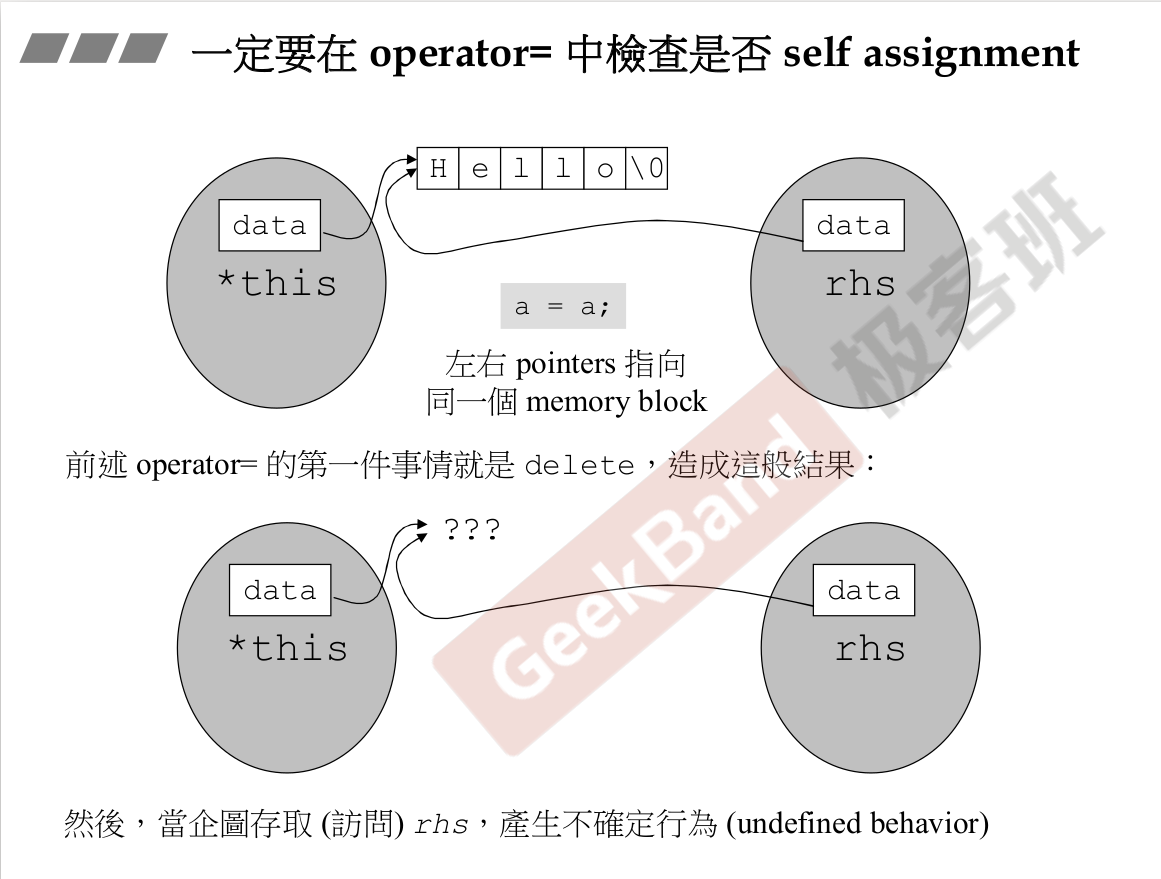 一定要在 operator= 中檢查是否 self assignment
H e l l o \0
data
*this
data
rhs
a = a;
左右 pointers 指向
同一個 memory block
前述 operator= 的第一件事情就是 delete，造成這般結果：
???
data
*this
data
rhs
然後，當企圖存取 (訪問) rhs，產生不確定行為 (undefined behavior)
GeekBand
极客班